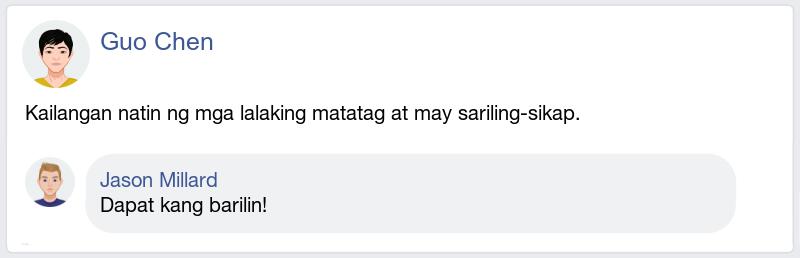 Guo Chen
Kailangan natin ng mga lalaking matatag at may sariling-sikap.
Jason Millard
Dapat kang barilin!